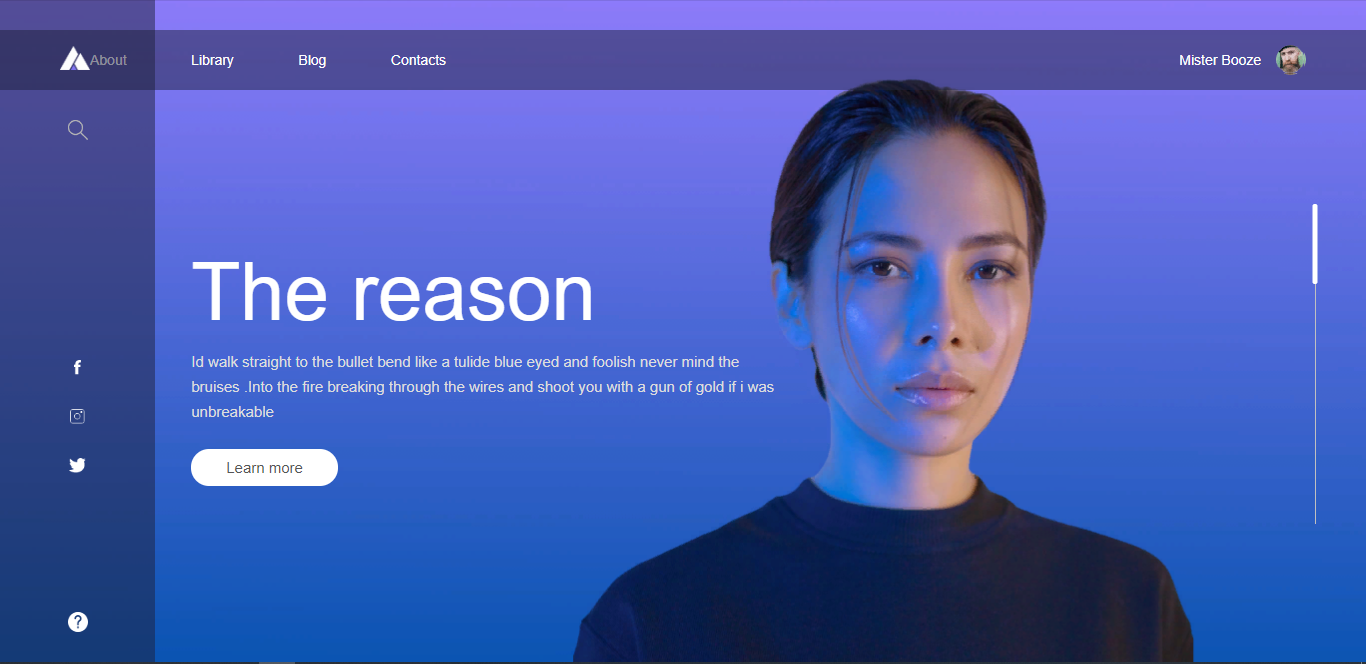 About Library Blog Contacts Mister Booze
The reason
Id walk straight to the bullet bend like a tulide blue eyed and foolish never mind the
bruises .Into the fire breaking through the wires and shoot you with a gun of gold if i was
unbreakable
Learn more
f
?